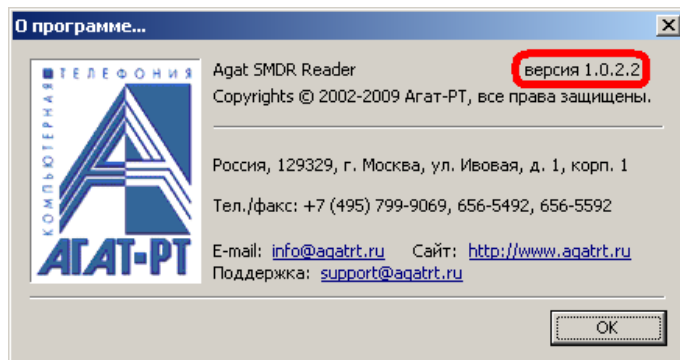 О программе...
ТЕЛЕФОНИЯ
КОМПЬЮТЕРНАЯ
АГАТ-РТ
Agat SMDR Reader версия 1.0.2.2
Copyrights © 2002-2009 Агат-РТ, все права защищены.
Россия, 129329, г. Москва, ул. Ивовая, д. 1, корп. 1
Тел./факс: +7 (495) 799-9069, 656-5492, 656-5592
E-mail: info@agatrt.ru Сайт: http://www.agatrt.ru
Поддержка: support@agatrt.ru
OK